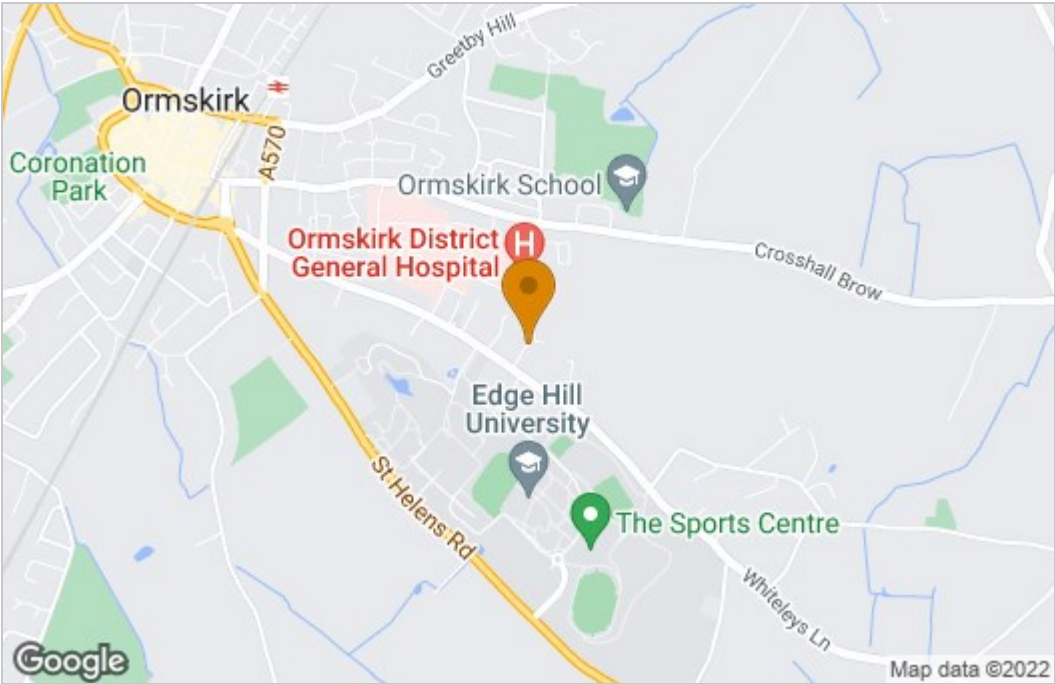 Greetby Hill
Ormskirk
A570
Coronation
Park
Ormskirk School
Ormskirk District
General Hospital
H
Crosshall Brow
Edge Hill
University
St Helens Rd
The Sports Centre
Whiteleys Ln
Google
Map data ©2022